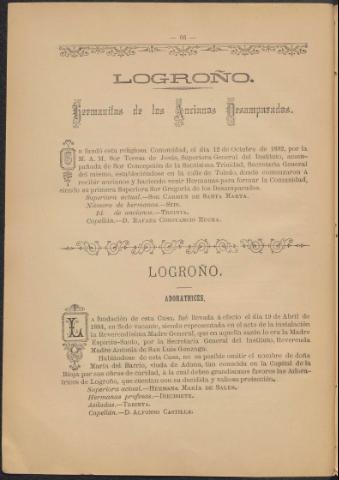 — 66 —
LOGROÑO.
Hermanitas de los Ancianos Desamparados.
SE fundó esta religiosa Comunidad, el dia 12 de Octubre de 1882, por la
M. A. M. Sor Teresa de Jesús, Superiora General del Instituto, acom-
pañada de Sor Concepción de la Santísima Trinidad, Secretaria General
del mismo, estableciéndose en la calle de Toledo, donde comenzaron á
recibir ancianos y haciendo venir Hermanas para formar la Comunidad,
siendo su primera Superiora Sor Gregoria de los Desamparados.
Superiora actual.—SOR CARMEN DE SANTA MARTA.
Número de hermanas.—SEIS.
Id. de ancianos.—TREINTA.
Capellán.—D. RAFAEL CONSTANCIO
LOGROÑO.
ADORATRICES.
LA fundación de esta Casa, fué llevada á efecto el día 19 de Abril de
1884, en Sede vacante, siendo representada en el acto de la instalación
la Reverendísima Madre General, que en aquella sazón lo era la Madre
Espíritu-Santo, por la Secretaria General del Instituto, Reverenda
Madre Antonia de San Luis Gonzaga.
Hablándose de esta Casa, no es posible omitir el nombre de doña
María del Barrio, viuda de Aduna, tan conocida en la Capital de la
Rioja por sus obras de caridad, á la cual deben grandísimos favores las Adora-
trices de Logroño, que cuentan con su decidida y valiosa protección.
Superiora actual.—HERMANA MARÍA DE SALES.
Hermanas profesas.—DIECISIETE.
Asiladas.—TREINTA.
Capellán.—D. ALFONSO CASTILLA.